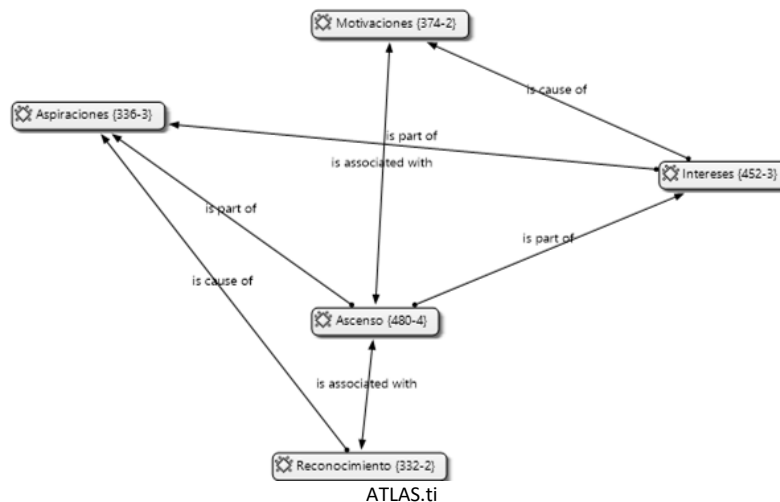 Motivaciones {374-2}
is cause of
Aspiraciones {336-3}
is part of
is associated with
Intereses {452-3}
is part of
is part of
is cause of
Ascenso {480-4}
is associated with
Reconocimiento {332-2}
ATLAS.ti